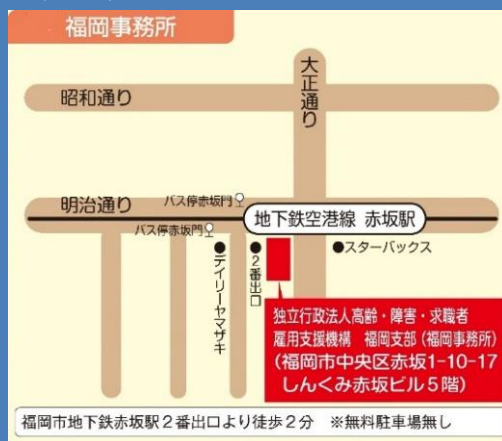 福岡事務所
大正通り
昭和通り
バス停赤坂門
明治通り
地下鉄空港線 赤坂駅
バス停赤坂門
●デイリーヤマザキ
●2番出口
●スターバックス
独立行政法人高齢・障害・求職者
雇用支援機構 福岡支部(福岡事務所)
(福岡市中央区赤坂1-10-17
しんくみ赤坂ビル5階)
福岡市地下鉄赤坂駅2番出口より徒歩2分 ※無料駐車場無し